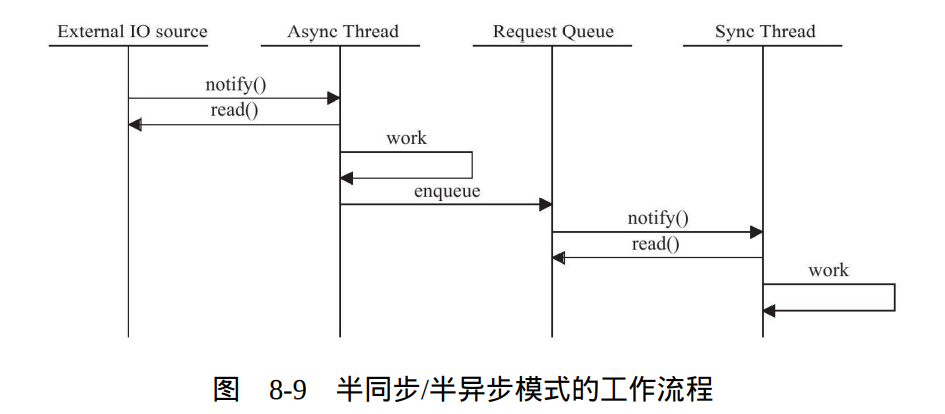 External IO source Async Thread Request Queue Sync Thread
notify()
read()
work
enqueue
notify()
read()
work
图 8-9 半同步/半异步模式的工作流程